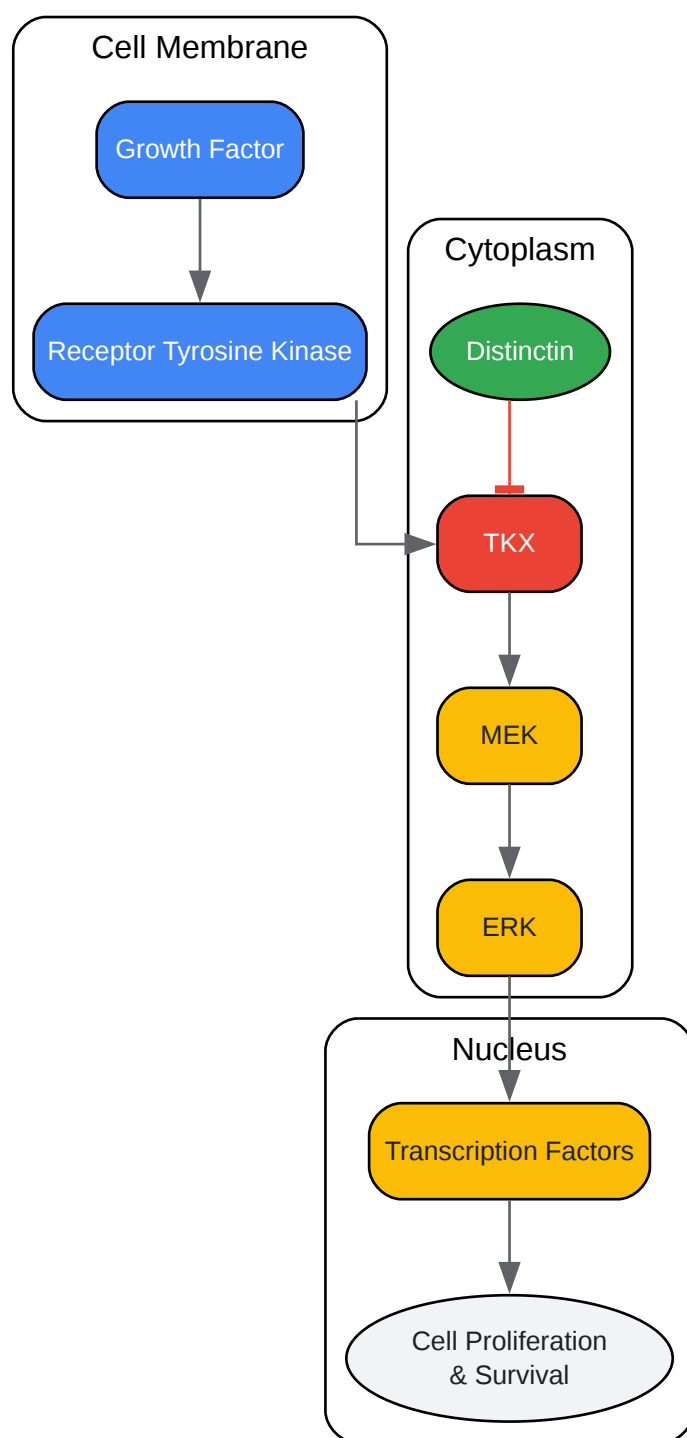 Cell Membrane
Growth Factor
Receptor Tyrosine Kinase
Cytoplasm
Distinctin
TKX
MEK
ERK
Nucleus
Transcription Factors
Cell Proliferation
& Survival